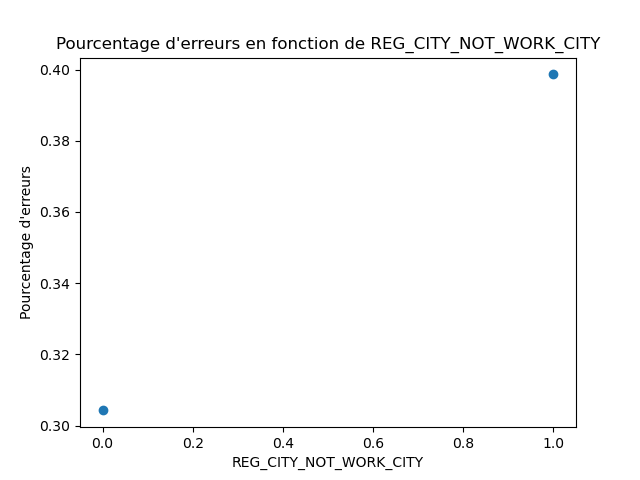 Pourcentage d'erreurs en fonction de REG_CITY_NOT_WORK_CITY
0.40
0.38
0.36
0.34
0.32
0.30
Pourcentage d'erreurs
0.0 0.2 0.4 0.6 0.8 1.0
REG_CITY_NOT_WORK_CITY